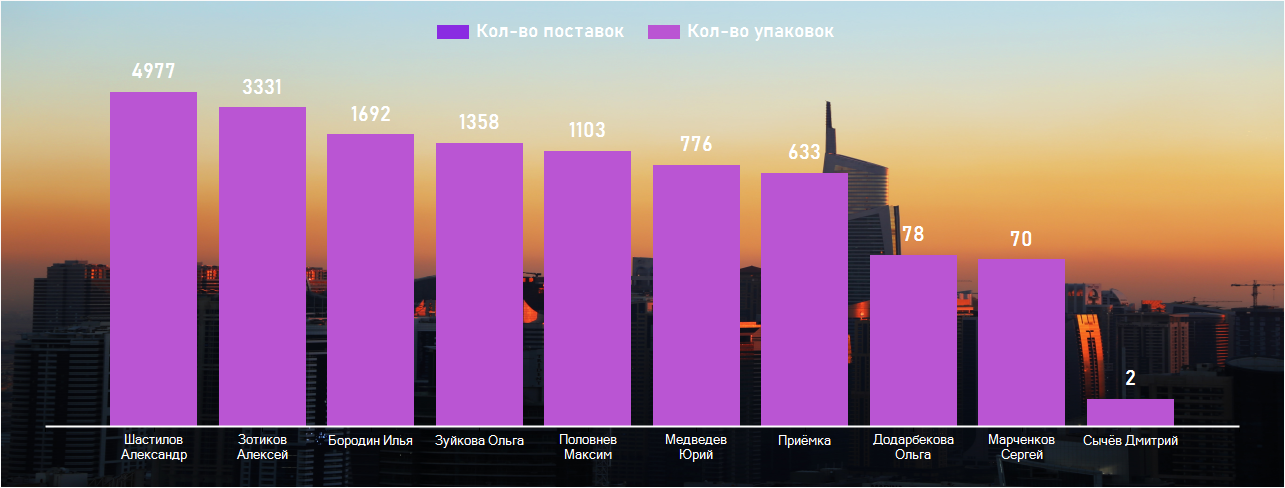 Кол-во поставок Кол-во упаковок
4977
3331
1692
1358
1103
776
633
78
70
2
Шастилов
Александр
Зотиков
Алексей
Бородин Илья
Зуйкова Ольга
Половнев
Максим
Медведев
Юрий
Приёмка
Додарбекова
Ольга
Марченков
Сергей
Сычёв Дмитрий